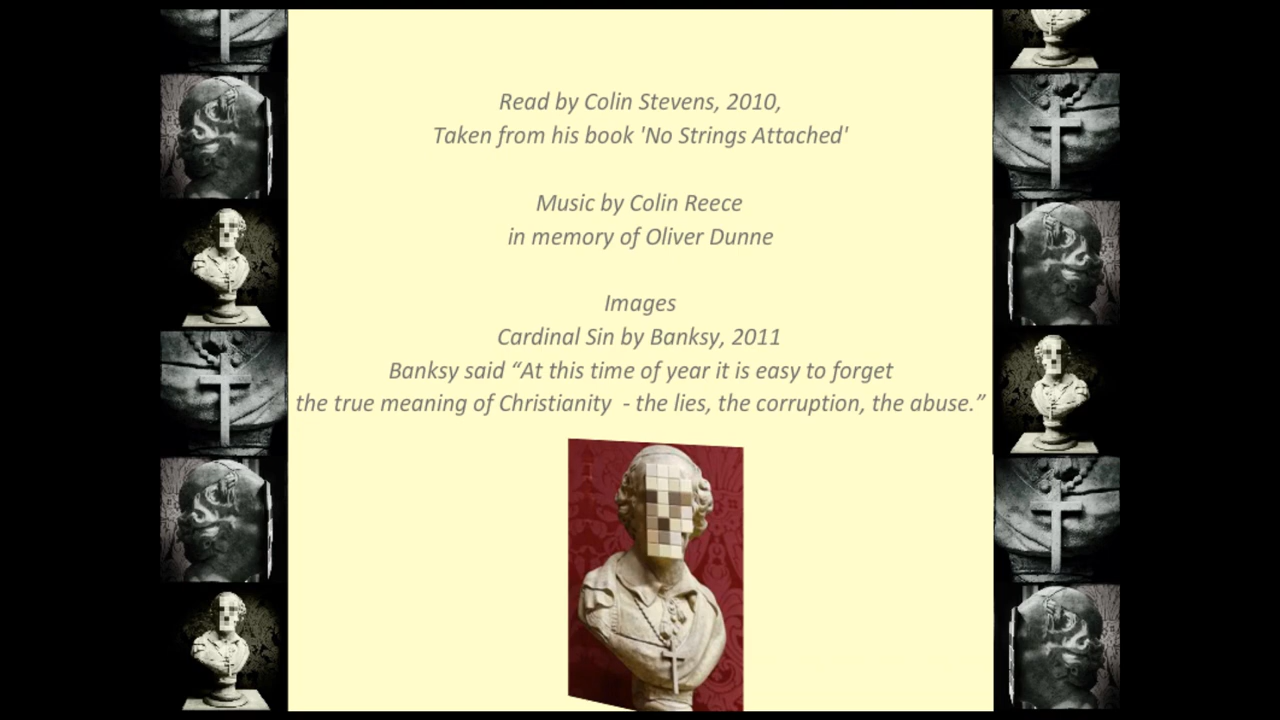 Read by Colin Stevens, 2010,
Taken from his book 'No Strings Attached'
Music by Colin Reece
in memory of Oliver Dunne
Images
Cardinal Sin by Banksy, 2011
Banksy said “At this time of year it is easy to forget
the true meaning of Christianity  - the lies, the corruption, the abuse.”